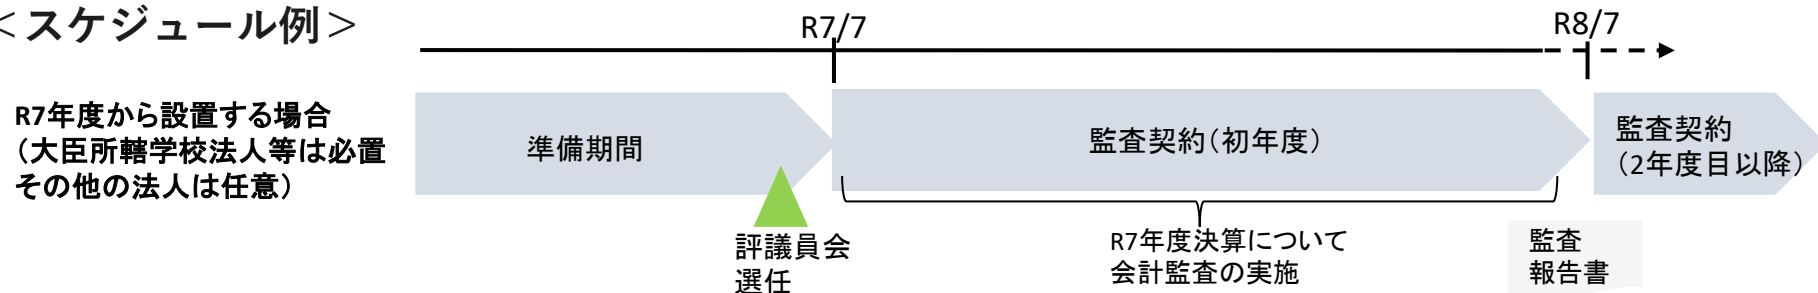 ＜スケジュール例＞
R7/7
R8/7
R7年度から設置する場合
（大臣所轄学校法人等は必置
その他の法人は任意）
準備期間
監査契約（初年度）
監査契約
（2年度目以降）
評議員会
選任
R7年度決算について
会計監査の実施
監査
報告書